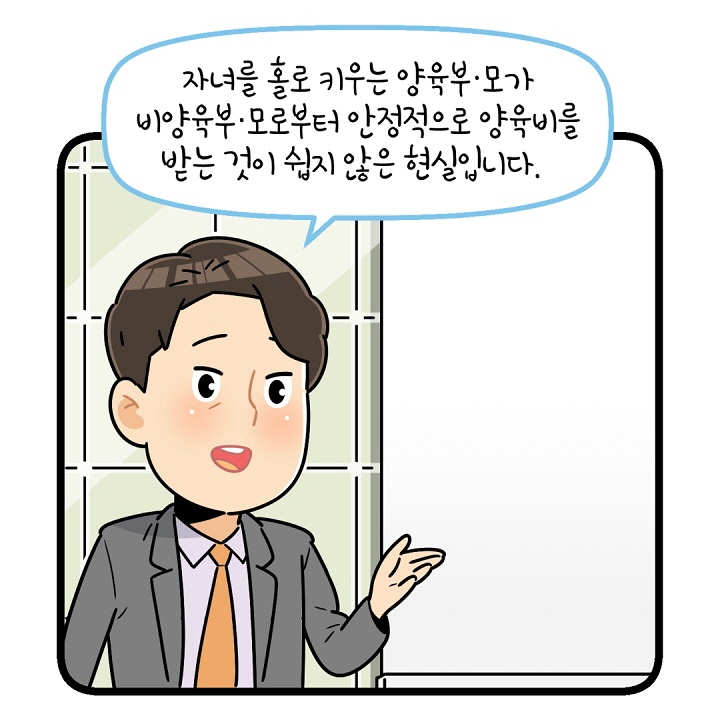 자녀를 홀로 키우는 양육부·모가
비양육부·모로부터 안정적으로 양육비를
받는 것이 쉽지 않은 현실입니다.